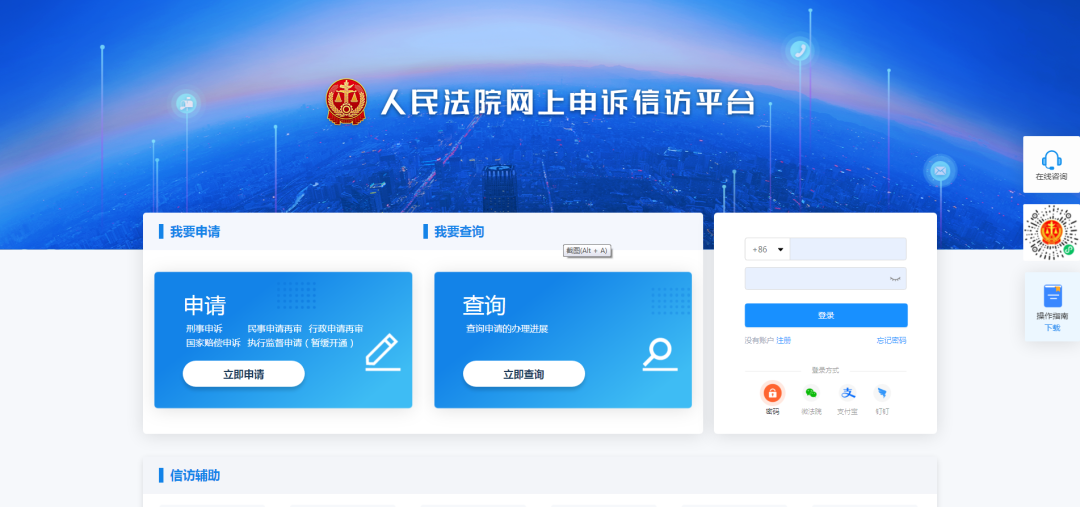 人民法院网上申诉信访平台
在线咨询
我要申请
我要查询
截图(Alt + A)
+86
申请
刑事申诉 民事申请再审 行政申请再审
国家赔偿申诉 执行监督申请（暂缓开通）
立即申请
查询
查询申请的办理进展
立即查询
登录
没有账户 注册
忘记密码
登录方式
密码
微法院
支付宝
钉钉
操作指南
下载
信访辅助